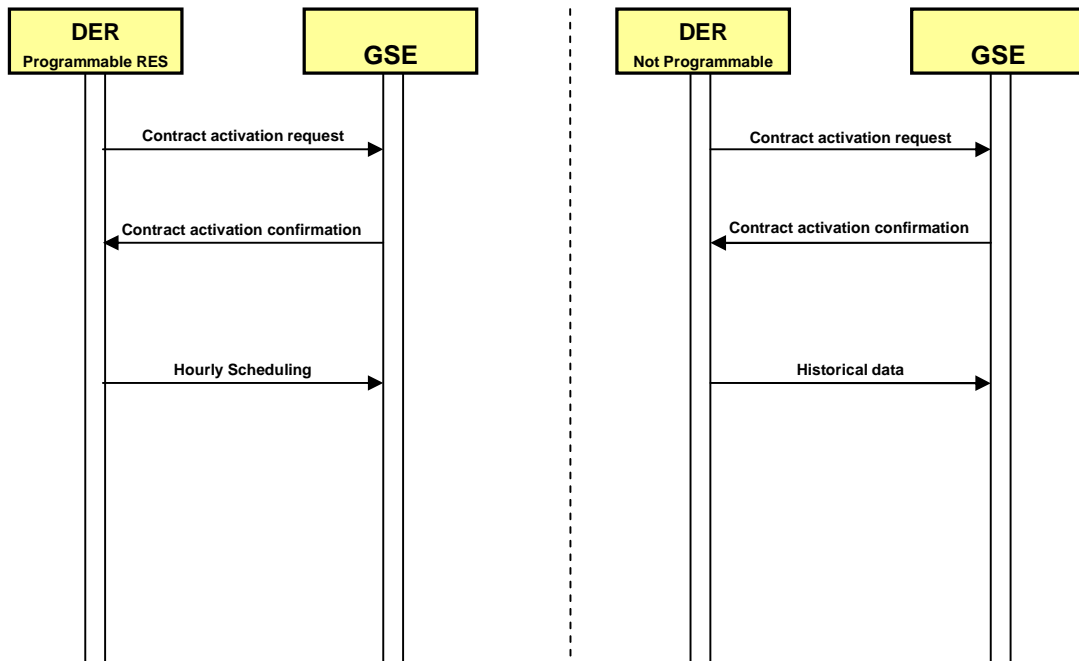 DER
Programmable RES
GSE
Contract activation request
Contract activation confirmation
Hourly Scheduling
DER
Not Programmable
GSE
Contract activation request
Contract activation confirmation
Historical data